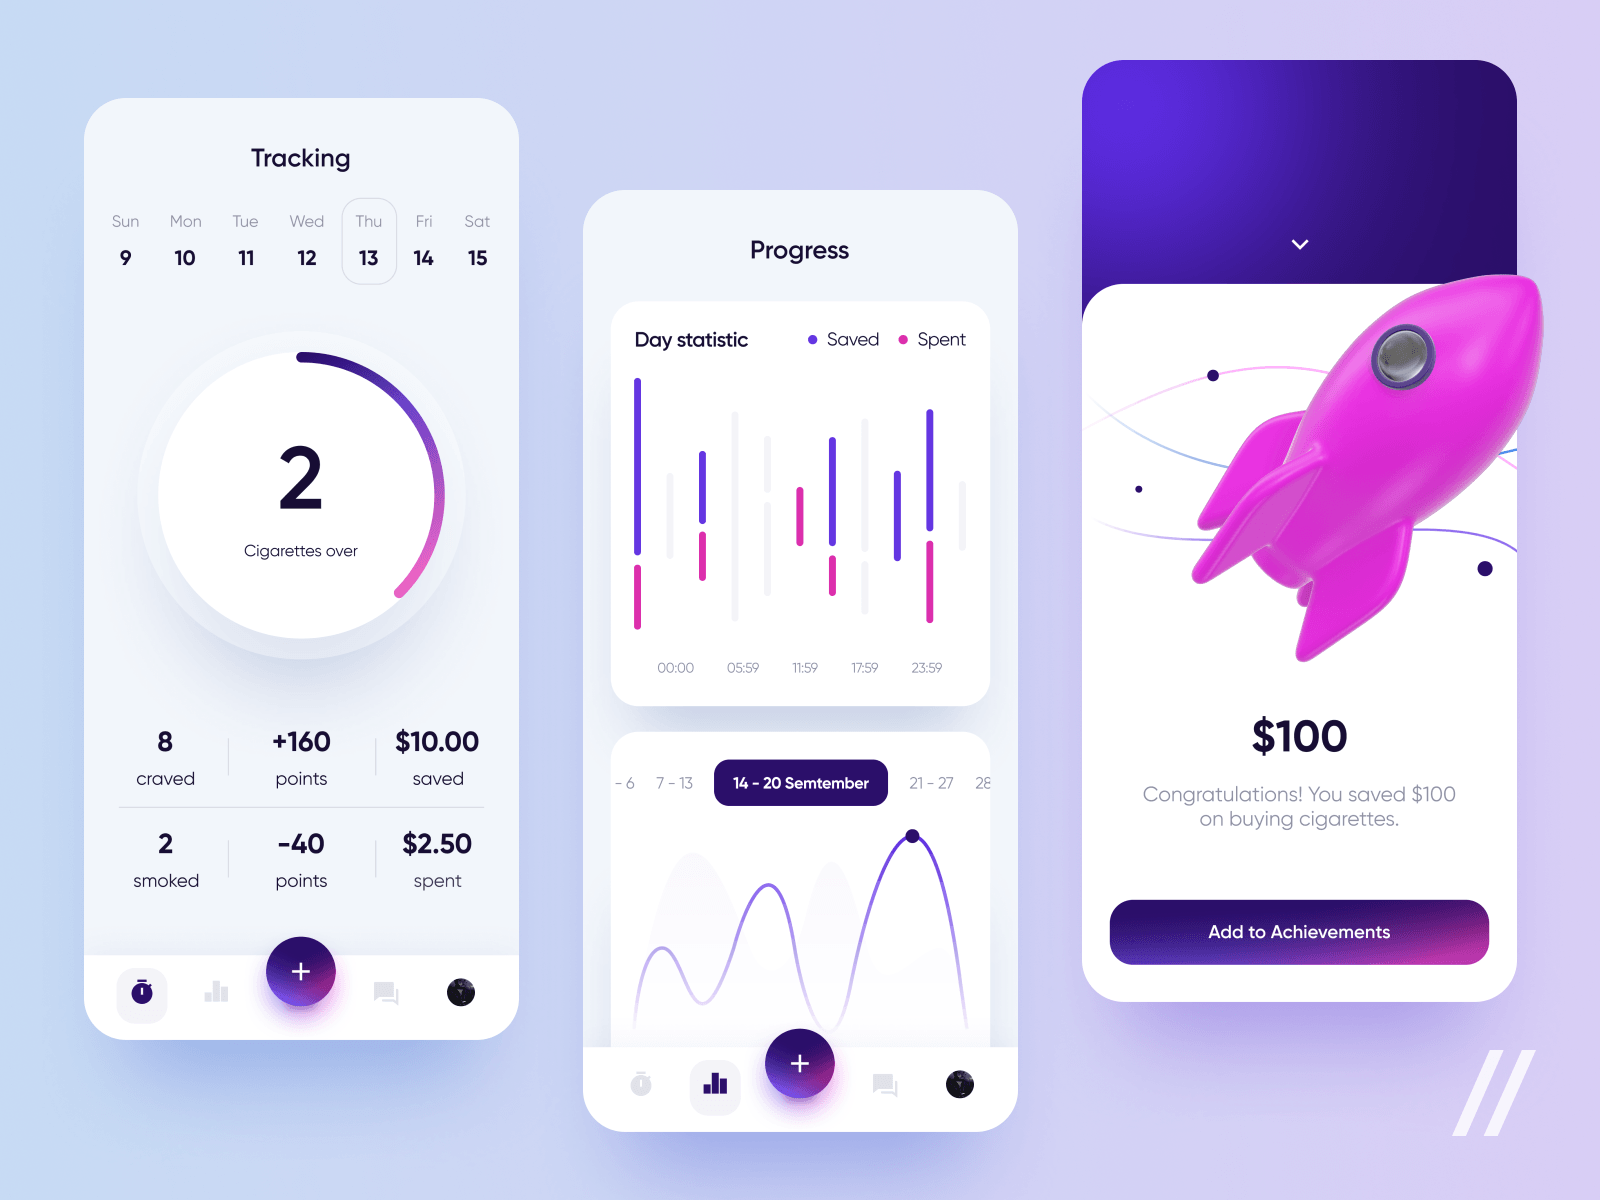 Tracking
Sun Mon Tue Wed Thu Fri Sat
9 10 11 12 13 14 15
2
Cigarettes over
8 +160 $10.00
craved points saved
2 -40 $2.50
smoked points spent
+
Progress
Day statistic Saved Spent
00:00 05:59 11:59 17:59 23:59
- 6 7 - 13 14 - 20 Semtember 21 - 27 28
+
$100
Congratulations! You saved $100
on buying cigarettes.
Add to Achievements